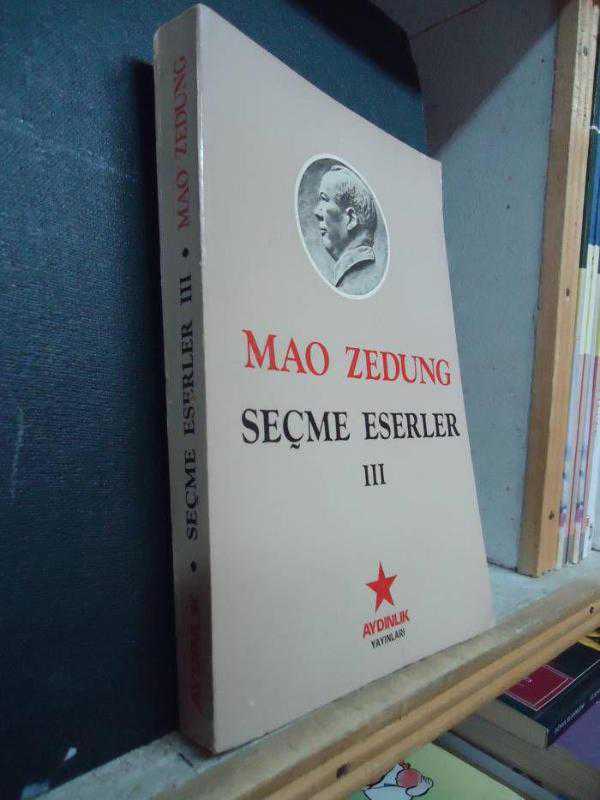 MAO ZEDUNG
SEÇME ESERLER
III
AYDINLIK
YAYINLARI
SEÇME ESERLER III • MAO ZEDUNG